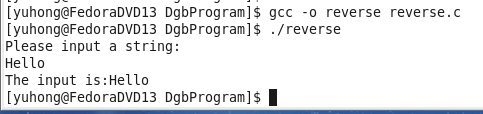 [yuhong@FedoraDVD13 DgbProgram]$ gcc -o reverse reverse.c
[yuhong@FedoraDVD13 DgbProgram]$ ./reverse
Please input a string:
Hello
The input is:Hello
[yuhong@FedoraDVD13 DgbProgram]$